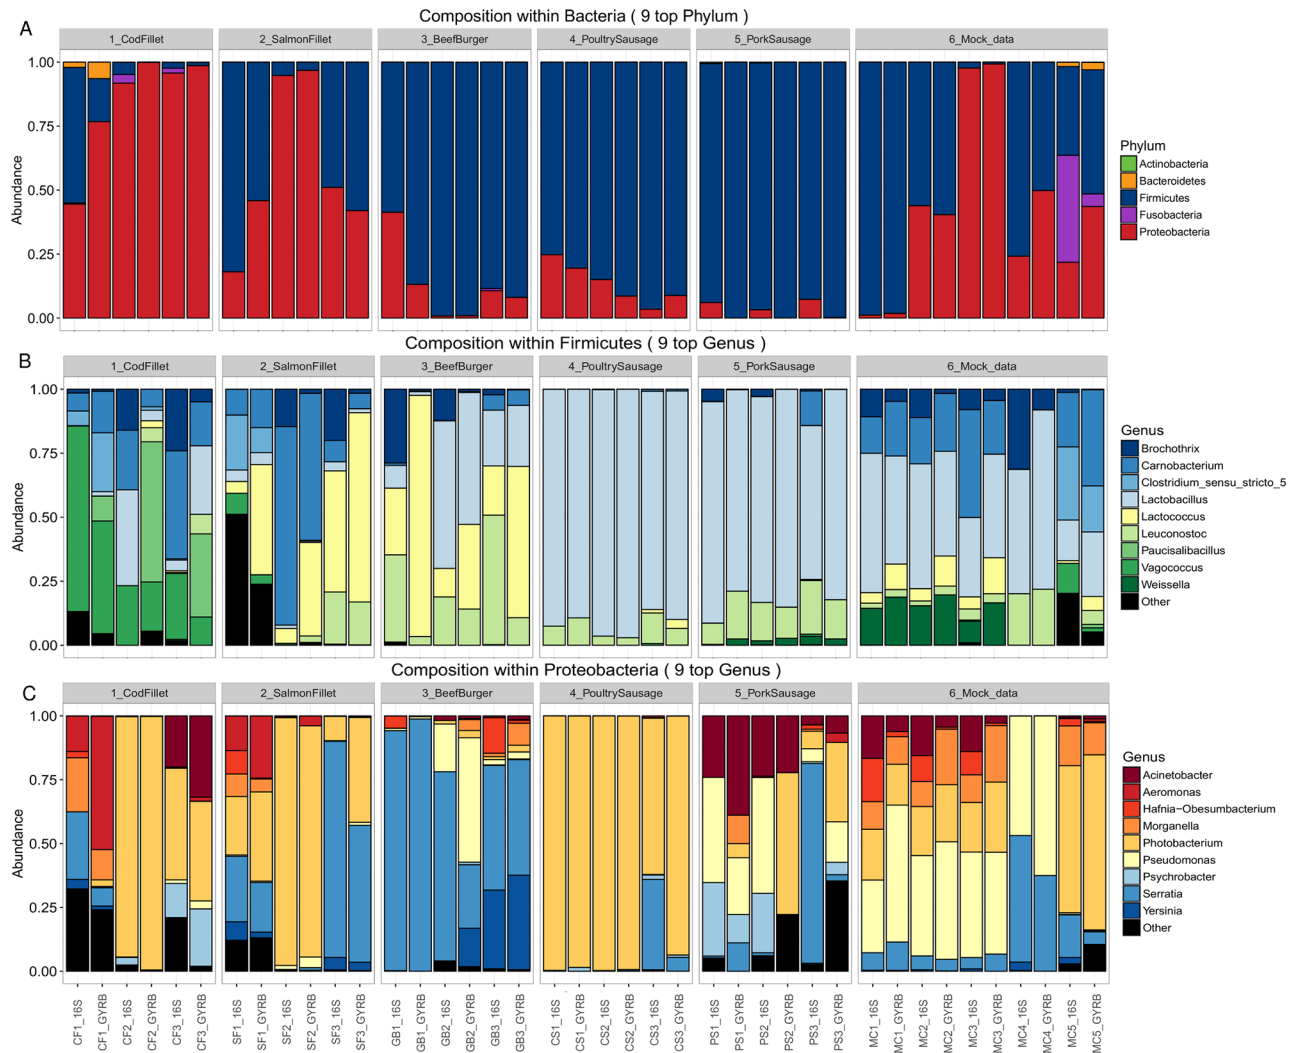 A
Composition within Bacteria ( 9 top Phylum )
1_CodFillet 2_SalmonFillet 3_BeefBurger 4_PoultrySausage 5_PorkSausage 6_Mock_data
1.00
0.75
0.50
0.25
0.00
Abundance
Phylum
Actinobacteria
Bacteroidetes
Firmicutes
Fusobacteria
Proteobacteria
B
Composition within Firmicutes ( 9 top Genus )
1_CodFillet 2_SalmonFillet 3_BeefBurger 4_PoultrySausage 5_PorkSausage 6_Mock_data
1.00
0.75
0.50
0.25
0.00
Abundance
Genus
Brochothrix
Carnobacterium
Clostridium_sensu_stricto_5
Lactobacillus
Lactococcus
Leuconostoc
Paucisalibacillus
Vagococcus
Weissella
Other
C
Composition within Proteobacteria ( 9 top Genus )
1_CodFillet 2_SalmonFillet 3_BeefBurger 4_PoultrySausage 5_PorkSausage 6_Mock_data
1.00
0.75
0.50
0.25
0.00
Abundance
Genus
Acinetobacter
Aeromonas
Hafnia−Obesumbacterium
Morganella
Photobacterium
Pseudomonas
Psychrobacter
Serratia
Yersinia
Other
CF1_16S CF1_GYRB CF2_16S CF2_GYRB CF3_16S CF3_GYRB SF1_16S SF1_GYRB SF2_16S SF2_GYRB SF3_16S SF3_GYRB GB1_16S GB1_GYRB GB2_16S GB2_GYRB GB3_16S GB3_GYRB CS1_16S CS1_GYRB CS2_16S CS2_GYRB CS3_16S CS3_GYRB PS1_16S PS1_GYRB PS2_16S PS2_GYRB PS3_16S PS3_GYRB MC1_16S MC1_GYRB MC2_16S MC2_GYRB MC3_16S MC3_GYRB MC4_16S MC4_GYRB MC5_16S MC5_GYRB